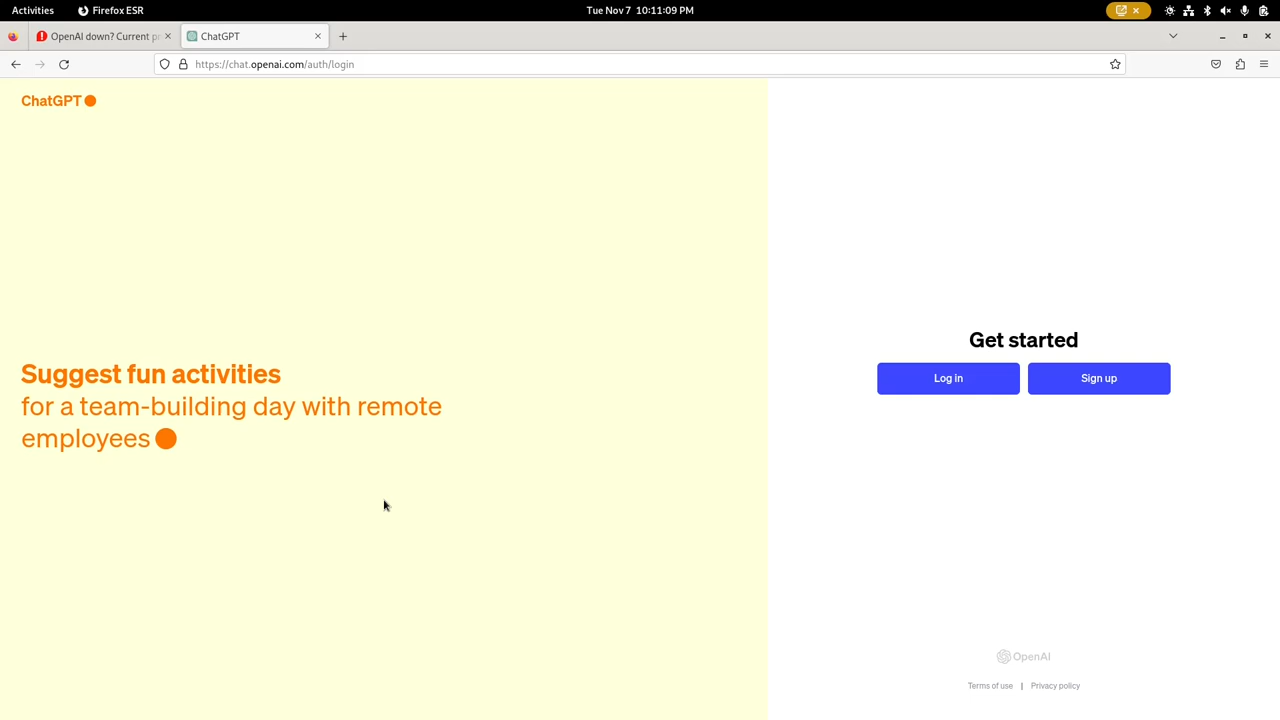 Activities
Firefox ESR
Tue Nov 7 10:11:09 PM
OpenAI down? Current
ChatGPT
https://chat.openai.com/auth/login
ChatGPT
Suggest fun activities
for a team-building day with remote
employees
Get started
Log in
Sign up
OpenAI
Terms of use | Privacy policy